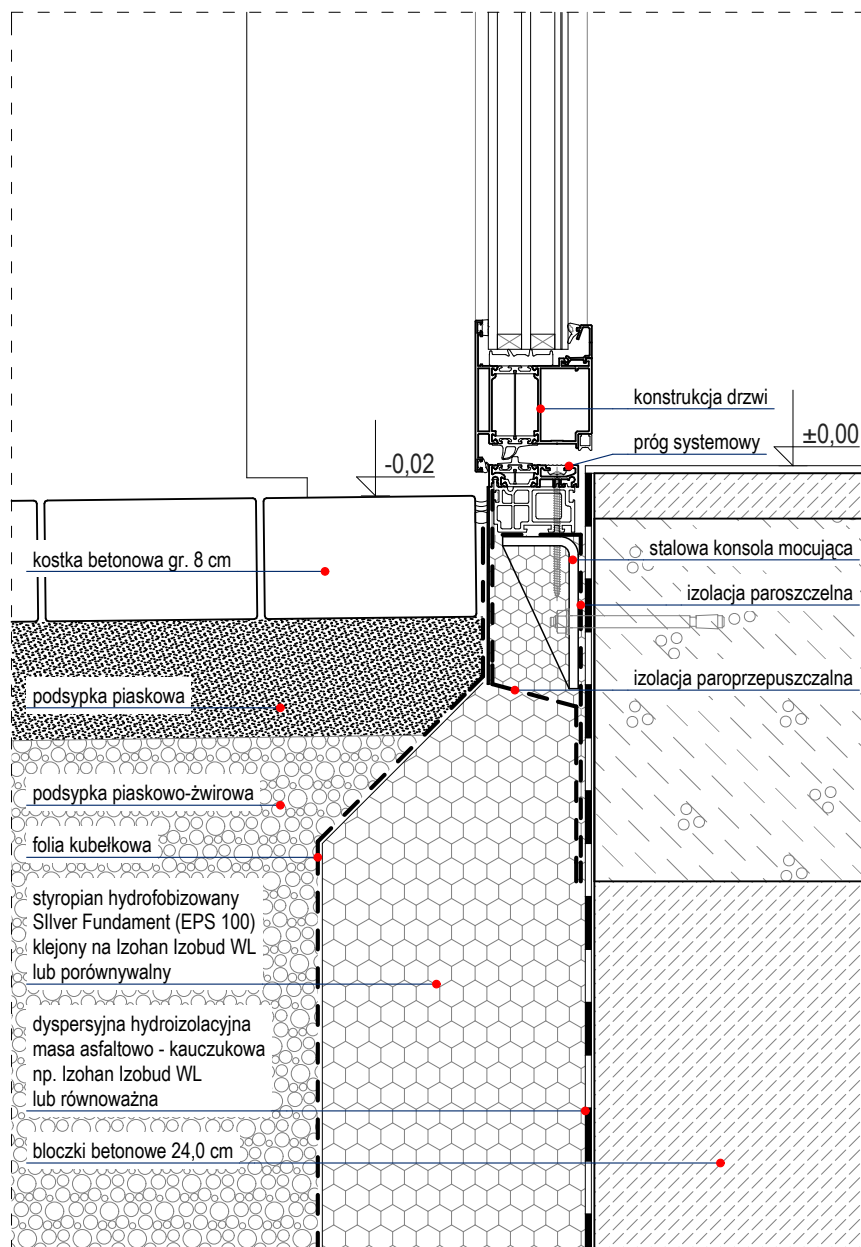 konstrukcja drzwi
próg systemowy
±0,00
-0,02
kostka betonowa gr. 8 cm
stalowa konsola mocująca
izolacja paroszczelna
izolacja paroprzepuszczalna
podsypka piaskowa
podsypka piaskowo-żwirowa
folia kubełkowa
styropian hydrofobizowany
SIlver Fundament (EPS 100)
klejony na Izohan Izobud WL
lub porównywalny
dyspersyjna hydroizolacyjna
masa asfaltowo - kauczukowa
np. Izohan Izobud WL
lub równoważna
bloczki betonowe 24,0 cm